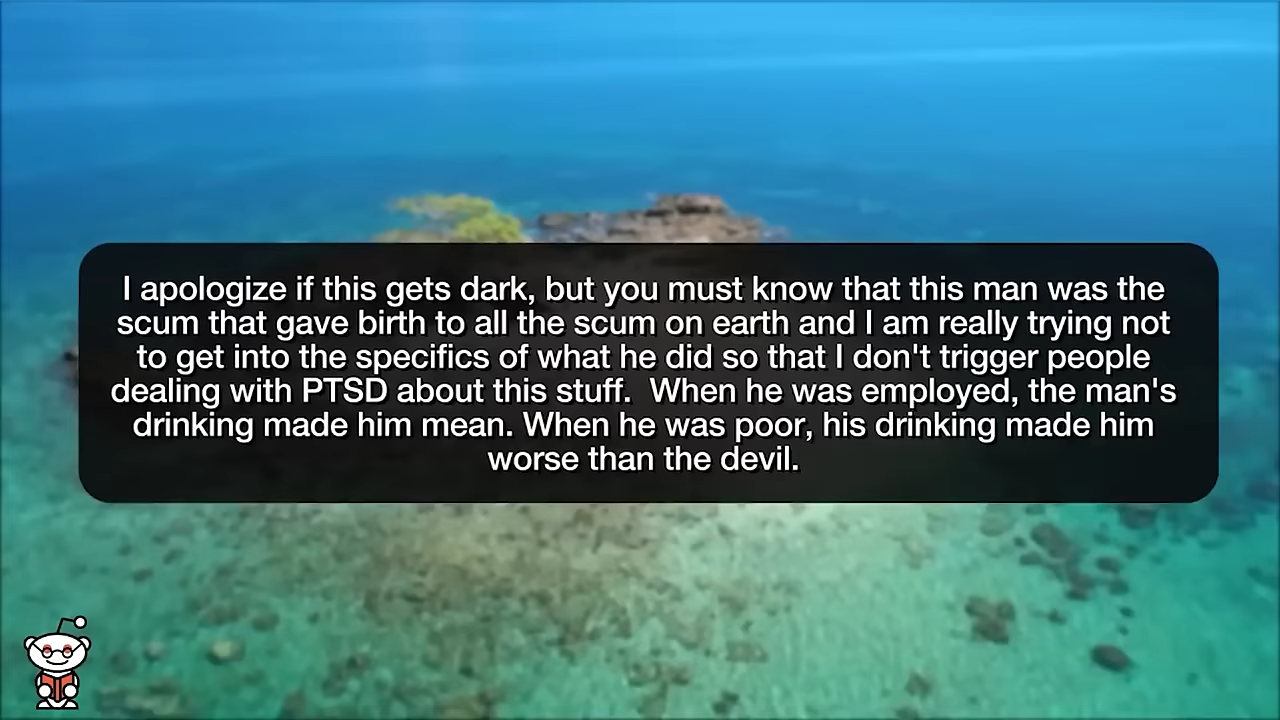 I apologize if this gets dark, but you must know that this man was the
scum that gave birth to all the scum on earth and I am really trying not
to get into the specifics of what he did so that I don't trigger people
dealing with PTSD about this stuff.  When he was employed, the man's
drinking made him mean. When he was poor, his drinking made him
worse than the devil.